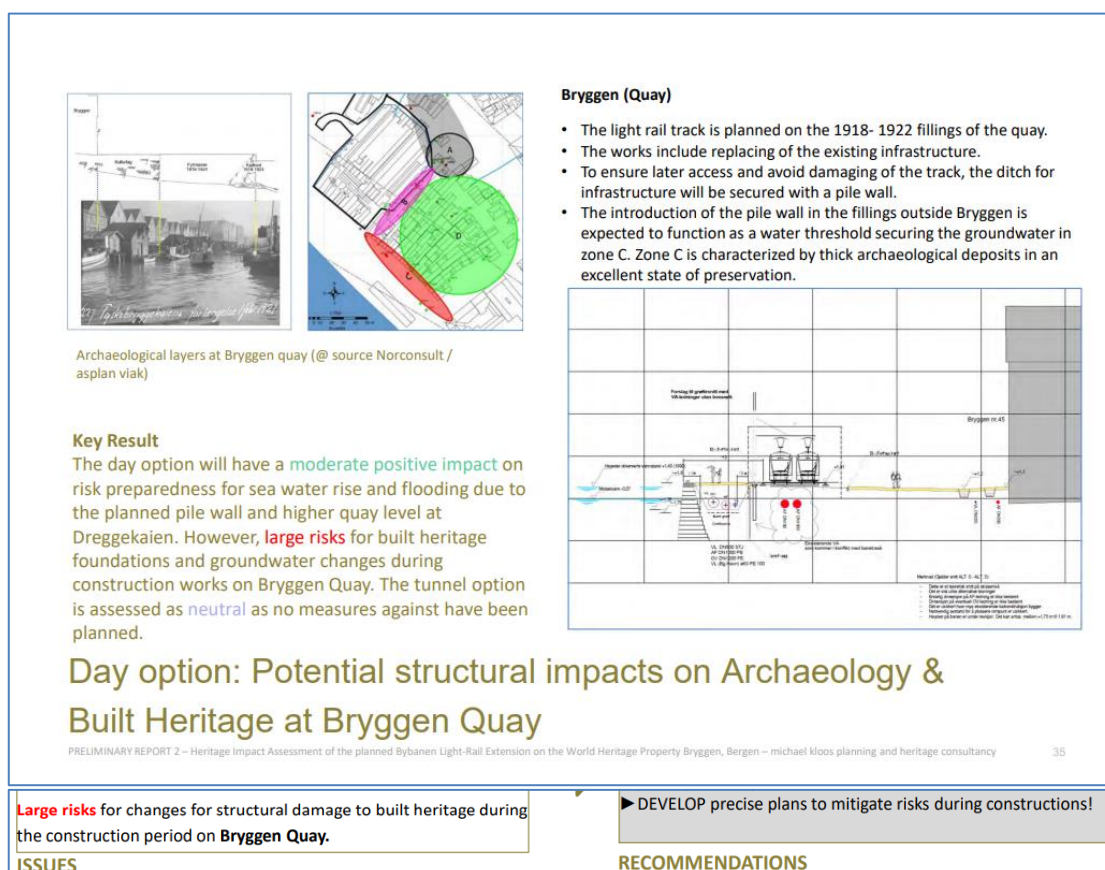 Bryggen (Quay)
• The light rail track is planned on the 1918- 1922 fillings of the quay.
• The works include replacing of the existing infrastructure.
• To ensure later access and avoid damaging of the track, the ditch for
infrastructure will be secured with a pile wall.
• The introduction of the pile wall in the fillings outside Bryggen is
expected to function as a water threshold securing the groundwater in
zone C. Zone C is characterized by thick archaeological deposits in an
excellent state of preservation.
Bryggen
A
B
C
D
Archaeological layers at Bryggen quay (@ source Norconsult /
asplan viak)
Bryggen nr.45
Key Result
The day option will have a moderate positive impact on
risk preparedness for sea water rise and flooding due to
the planned pile wall and higher quay level at
Dreggekaien. However, large risks for built heritage
foundations and groundwater changes during
construction works on Bryggen Quay. The tunnel option
is assessed as neutral as no measures against have been
planned.
Day option: Potential structural impacts on Archaeology &
Built Heritage at Bryggen Quay
PRELIMINARY REPORT 2 – Heritage Impact Assessment of the planned Bybanen Light-Rail Extension on the World Heritage Property Bryggen, Bergen – michael kloos planning and heritage consultancy
35
Large risks for changes for structural damage to built heritage during
the construction period on Bryggen Quay.
ISSUES
►DEVELOP precise plans to mitigate risks during constructions!
RECOMMENDATIONS